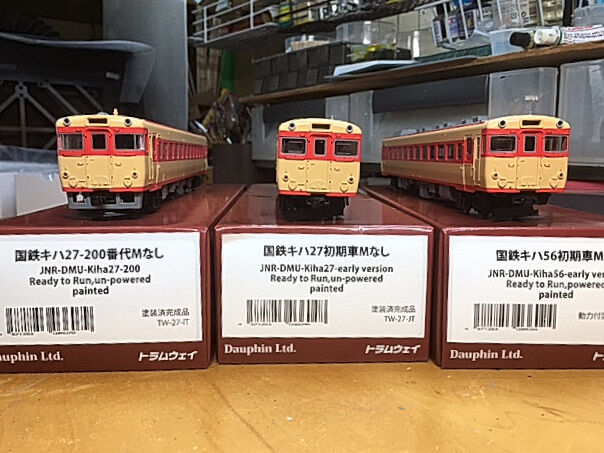 国鉄キハ27-200番代Mなし
JNR-DMU-Kiha27-200
Ready to Run,un-powered
painted
塗装済完成品
TW-27-IT
Dauphin Ltd.
トラムウェイ
国鉄キハ27初期車Mなし
JNR-DMU-Kiha27-early version
Ready to Run,un-powered
painted
塗装済完成品
TW-27-JT
Dauphin Ltd.
トラムウェイ
国鉄キハ56初期車M
JNR-DMU-Kiha56-early vers
Ready to Run,powere
painted
動力付
Dauphin Ltd.
トラ